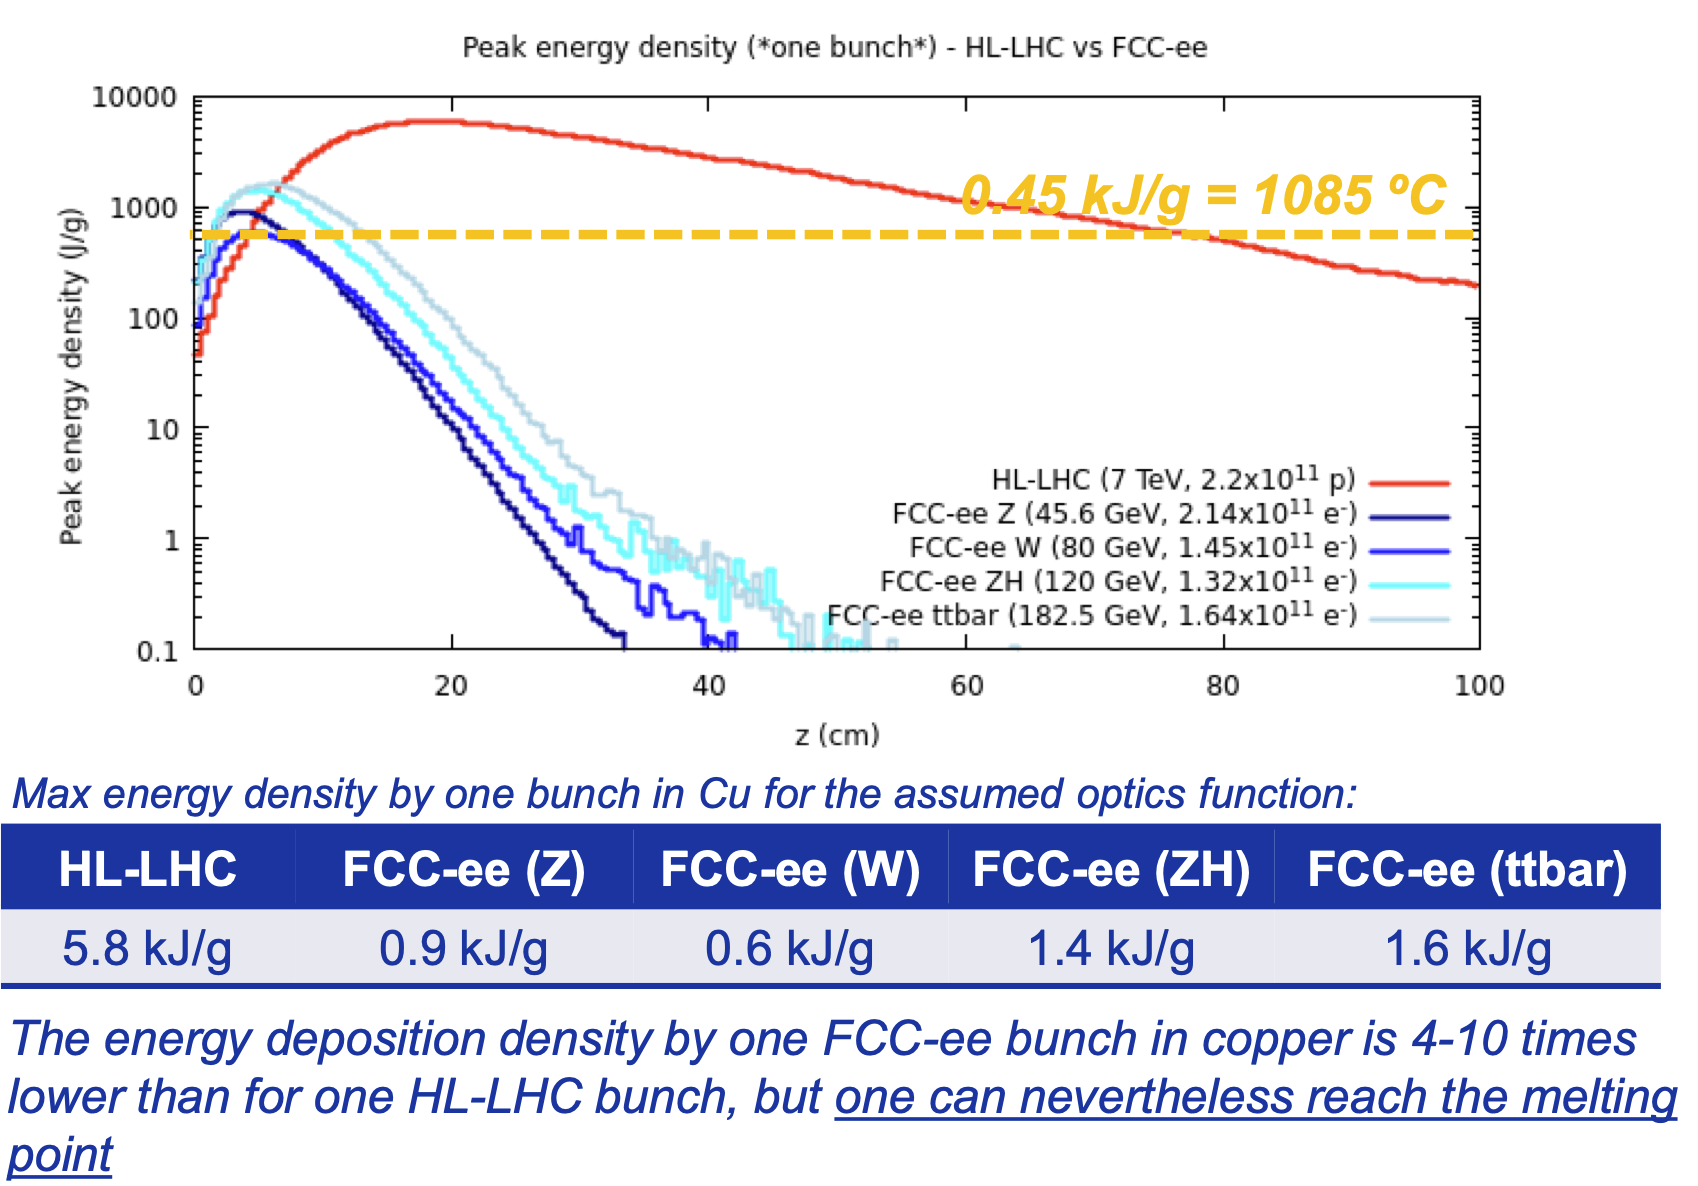 Peak energy density (*one bunch*) - HL-LHC vs FCC-ee
10000
1000
100
10
1
0.1
Peak energy density (J/g)
0.45 kJ/g = 1085 ºC
HL-LHC (7 TeV, 2.2x10¹¹ p)
FCC-ee Z (45.6 GeV, 2.14x10¹¹ e⁻)
FCC-ee W (80 GeV, 1.45x10¹¹ e⁻)
FCC-ee ZH (120 GeV, 1.32x10¹¹ e⁻)
FCC-ee ttbar (182.5 GeV, 1.64x10¹¹ e⁻)
0 20 40 60 80 100
z (cm)
Max energy density by one bunch in Cu for the assumed optics function:
HL-LHC FCC-ee (Z) FCC-ee (W) FCC-ee (ZH) FCC-ee (ttbar)
5.8 kJ/g 0.9 kJ/g 0.6 kJ/g 1.4 kJ/g 1.6 kJ/g
The energy deposition density by one FCC-ee bunch in copper is 4-10 times
lower than for one HL-LHC bunch, but one can nevertheless reach the melting
point